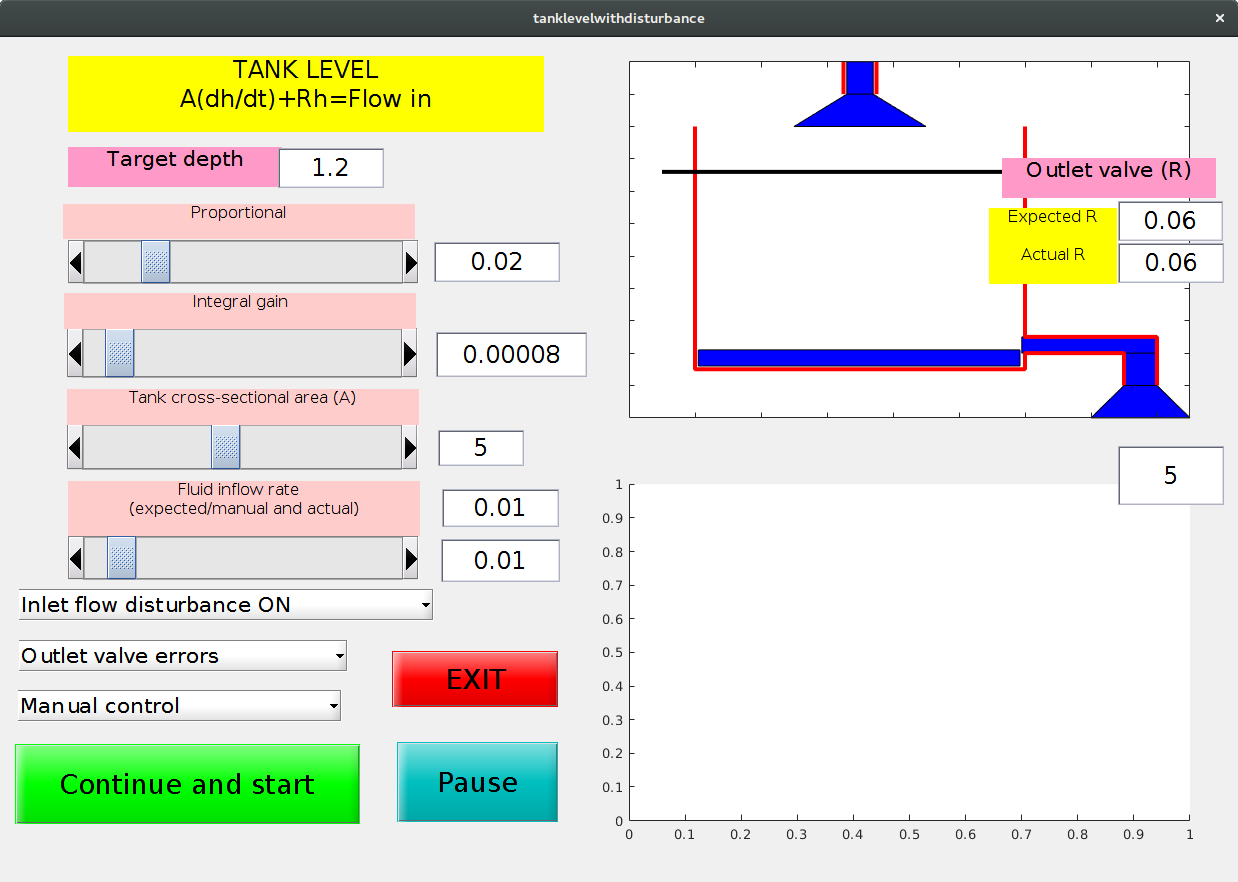 tanklevelwithdisturbance
TANK LEVEL
A(dh/dt)+Rh=Flow in
Target depth
1.2
Proportional
0.02
Integral gain
0.00008
Tank cross-sectional area (A)
5
Fluid inflow rate
(expected/manual and actual)
0.01
0.01
Inlet flow disturbance ON
Outlet valve errors
Manual control
EXIT
Continue and start
Pause
Outlet valve (R)
Expected R
0.06
Actual R
0.06
5
1
0.9
0.8
0.7
0.6
0.5
0.4
0.3
0.2
0.1
0
0 0.1 0.2 0.3 0.4 0.5 0.6 0.7 0.8 0.9 1